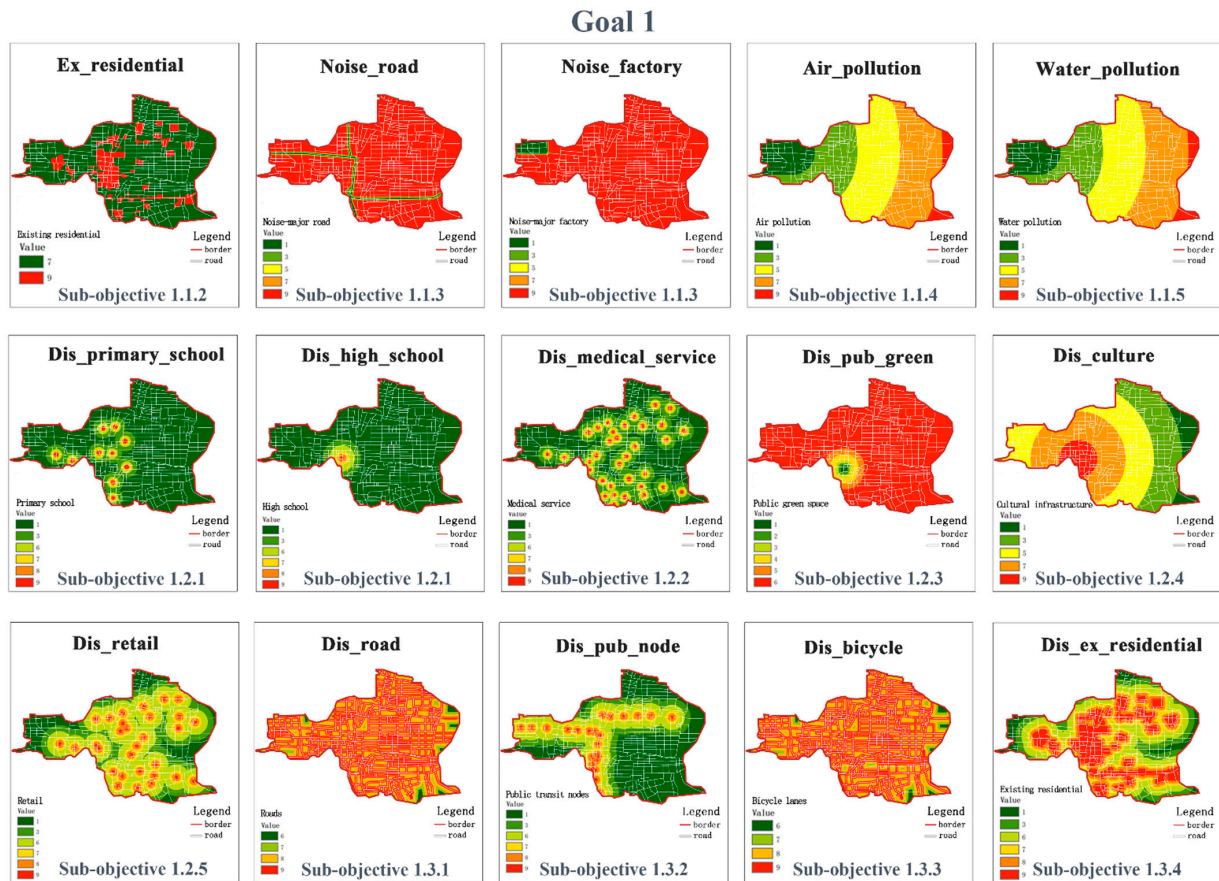 Goal 1
Ex_residential
Existing residential
Value
7
9
Legend
border
road
Sub-objective 1.1.2
Noise_road
Noise-major road
Value
1
3
5
7
9
Legend
border
road
Sub-objective 1.1.3
Noise_factory
Noise-major factory
Value
1
3
5
7
9
Legend
border
road
Sub-objective 1.1.3
Air_pollution
Air pollution
Value
1
3
5
7
9
Legend
border
road
Sub-objective 1.1.4
Water_pollution
Water pollution
Value
1
3
5
7
9
Legend
border
road
Sub-objective 1.1.5
Dis_primary_school
Primary school
Value
1
3
6
7
8
9
Legend
border
road
Sub-objective 1.2.1
Dis_high_school
High school
Value
1
3
6
7
8
9
Legend
border
road
Sub-objective 1.2.1
Dis_medical_service
Medical service
Value
1
3
6
7
8
9
Legend
border
road
Sub-objective 1.2.2
Dis_pub_green
Public green space
Value
1
2
3
4
5
6
Legend
border
road
Sub-objective 1.2.3
Dis_culture
Cultural infrastructure
Value
1
3
5
7
9
Legend
border
road
Sub-objective 1.2.4
Dis_retail
Retail
Value
1
3
6
7
8
9
Legend
border
road
Sub-objective 1.2.5
Dis_road
Roads
Value
6
7
8
9
Legend
border
road
Sub-objective 1.3.1
Dis_pub_node
Public transit nodes
Value
1
3
6
7
8
9
Legend
border
road
Sub-objective 1.3.2
Dis_bicycle
Bicycle lanes
Value
6
7
8
9
Legend
border
road
Sub-objective 1.3.3
Dis_ex_residential
Existing residential
Value
1
3
6
7
8
9
Legend
border
road
Sub-objective 1.3.4